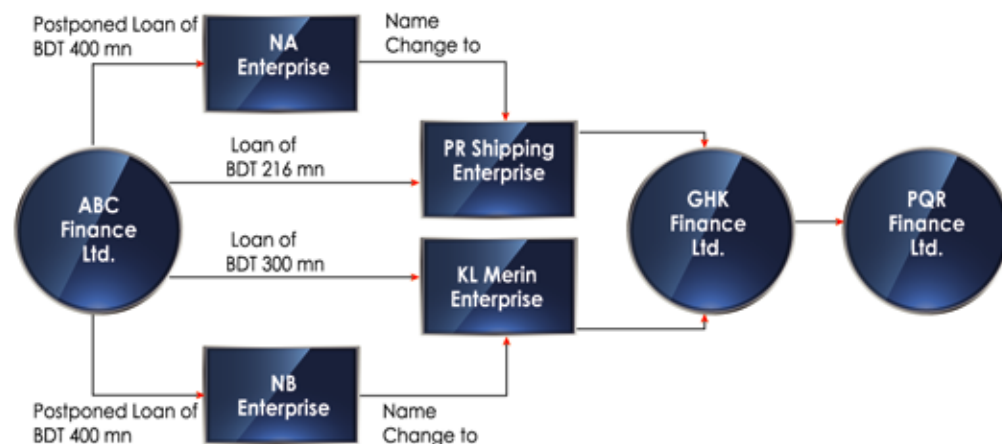 Postponed Loan of
BDT 400 mn
NA
Enterprise
Name
Change to
Loan of
BDT 216 mn
PR Shipping
Enterprise
ABC
Finance
Ltd.
GHK
Finance
Ltd.
PQR
Finance
Ltd.
Loan of
BDT 300 mn
KL Merin
Enterprise
NB
Enterprise
Postponed Loan of
BDT 400 mn
Name
Change to